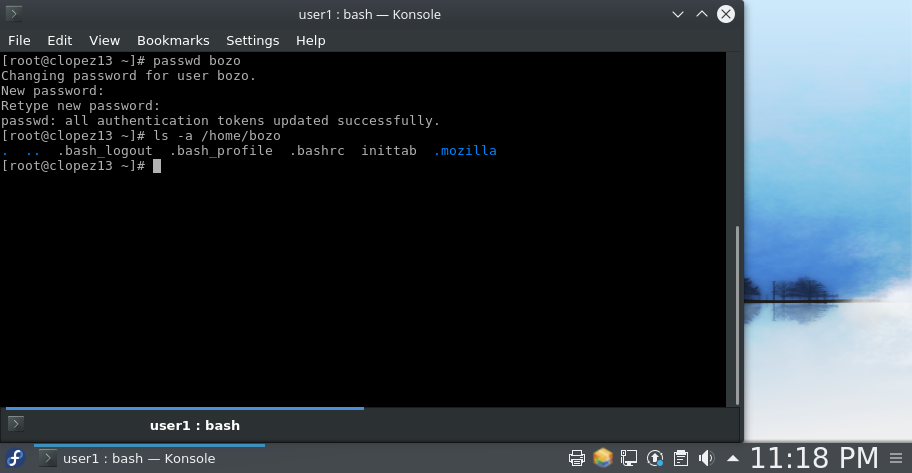 user1 : bash — Konsole
File Edit View Bookmarks Settings Help
[root@clopez13 ~]# passwd bozo
Changing password for user bozo.
New password:
Retype new password:
passwd: all authentication tokens updated successfully.
[root@clopez13 ~]# ls -a /home/bozo
. .. .bash_logout .bash_profile .bashrc inittab .mozilla
[root@clopez13 ~]#
user1 : bash
user1 : bash — Konsole
11:18 PM